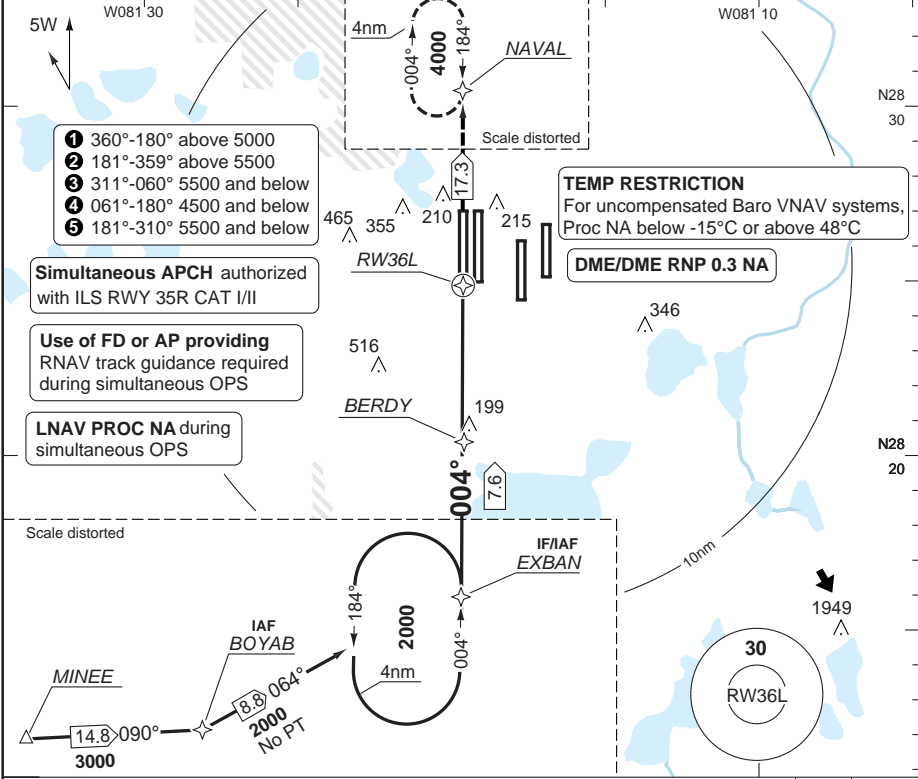 W081 30
W081 10
5W
4nm
004°
4000
184°
NAVAL
N28
30
Scale distorted
❶ 360°-180° above 5000
❷ 181°-359° above 5500
❸ 311°-060° 5500 and below
❹ 061°-180° 4500 and below
❺ 181°-310° 5500 and below
17.3
TEMP RESTRICTION
For uncompensated Baro VNAV systems,
Proc NA below -15°C or above 48°C
465
355
210
215
RW36L
DME/DME RNP 0.3 NA
Simultaneous APCH authorized
with ILS RWY 35R CAT I/II
346
Use of FD or AP providing
RNAV track guidance required
during simultaneous OPS
516
BERDY
199
LNAV PROC NA during
simultaneous OPS
N28
20
004°
7.6
Scale distorted
IF/IAF
EXBAN
10nm
184°
2000
004°
4nm
1949
IAF
BOYAB
MINEE
30
RW36L
8.8 064°
2000
No PT
14.8 090°
3000